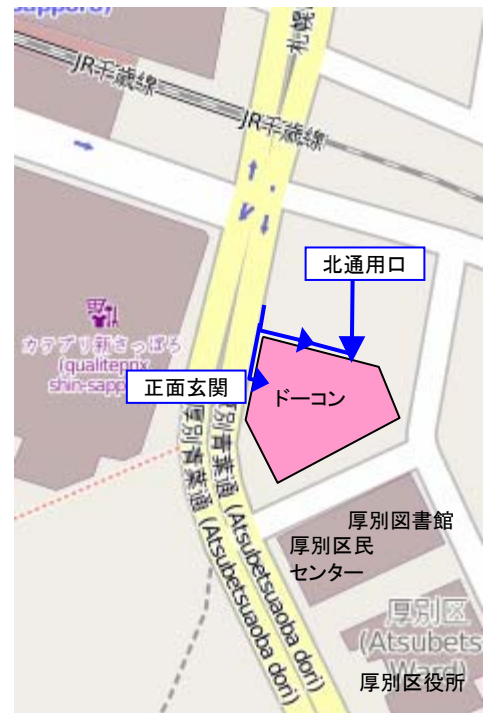 sapporo)
札幌
JR千歳線
JR千歳線
北通用口
カテプリ新さっぽろ
(qualiteprix
shin-sapp
正面玄関
ドーコン
厚別青葉通 (Atsubetsuaoba dori)
厚別青葉通 (Atsubetsuaoba dori)
厚別図書館
厚別区民
センター
厚別区
(Atsubets
Ward)
厚別区役所